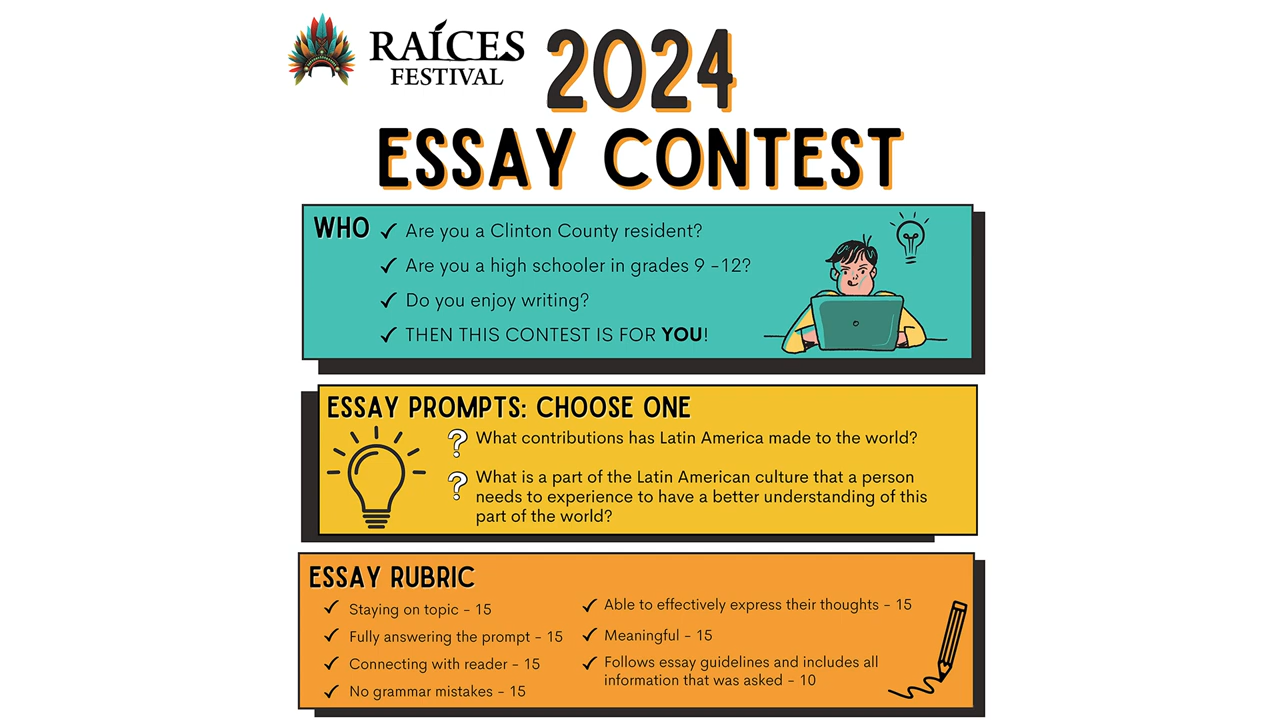 RAÍCES
FESTIVAL
2024
ESSAY CONTEST
WHO
Are you a Clinton County resident?
Are you a high schooler in grades 9 -12?
Do you enjoy writing?
THEN THIS CONTEST IS FOR YOU!
ESSAY PROMPTS: CHOOSE ONE
? What contributions has Latin America made to the world?
? What is a part of the Latin American culture that a person
needs to experience to have a better understanding of this
part of the world?
ESSAY RUBRIC
Staying on topic - 15
Fully answering the prompt - 15
Connecting with reader - 15
No grammar mistakes - 15
Able to effectively express their thoughts - 15
Meaningful - 15
Follows essay guidelines and includes all
information that was asked - 10